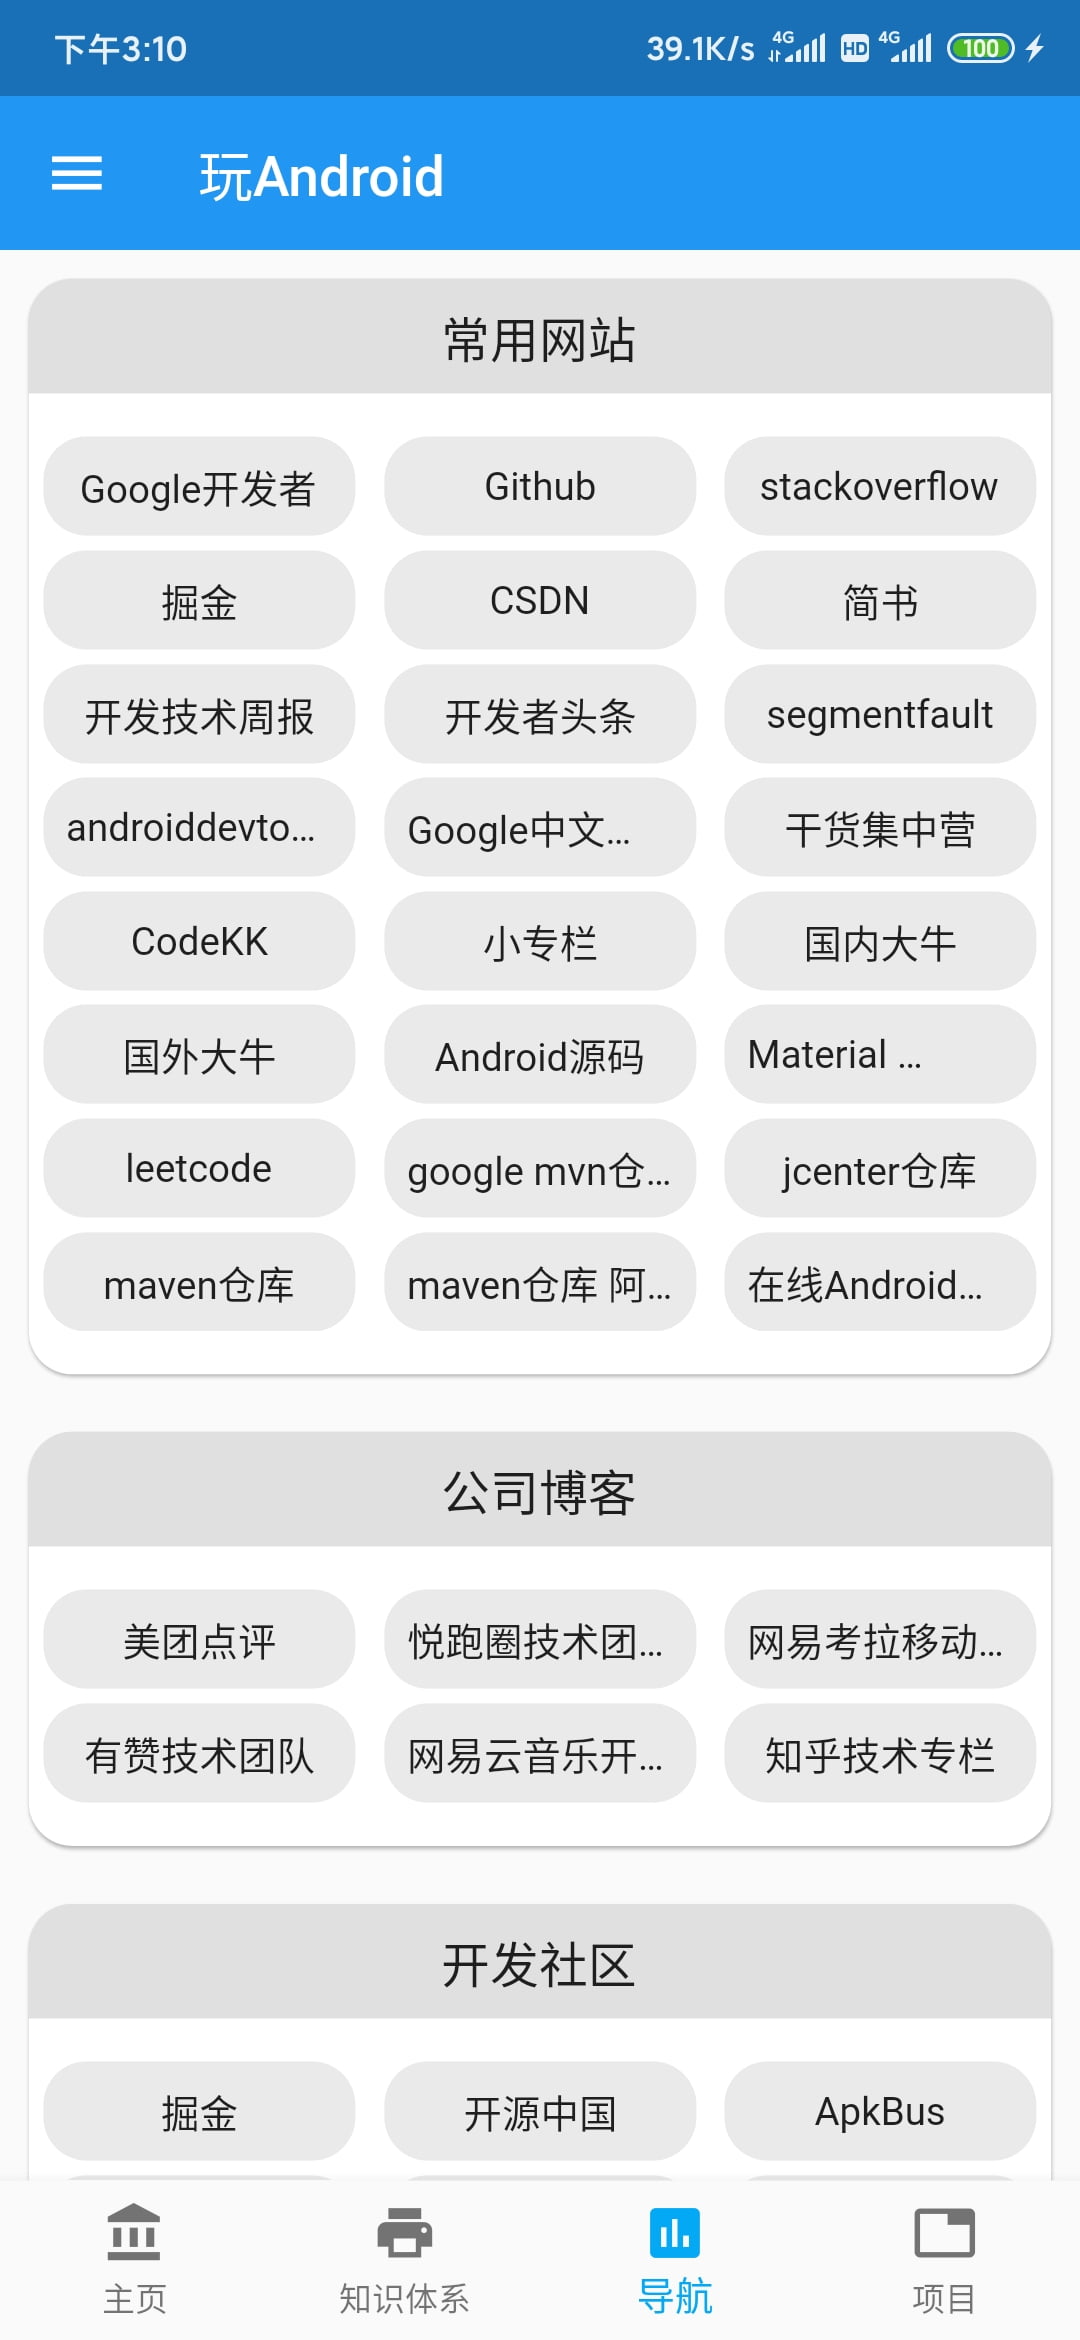 下午3:10 39.1K/s 4G HD 4G 100
玩Android
常用网站
Google开发者 Github stackoverflow
掘金 CSDN 简书
开发技术周报 开发者头条 segmentfault
androiddevto... Google中文... 干货集中营
CodeKK 小专栏 国内大牛
国外大牛 Android源码 Material ...
leetcode google mvn仓... jcenter仓库
maven仓库 maven仓库 阿... 在线Android...
公司博客
美团点评 悦跑圈技术团... 网易考拉移动...
有赞技术团队 网易云音乐开... 知乎技术专栏
开发社区
掘金 开源中国 ApkBus
主页 知识体系 导航 项目